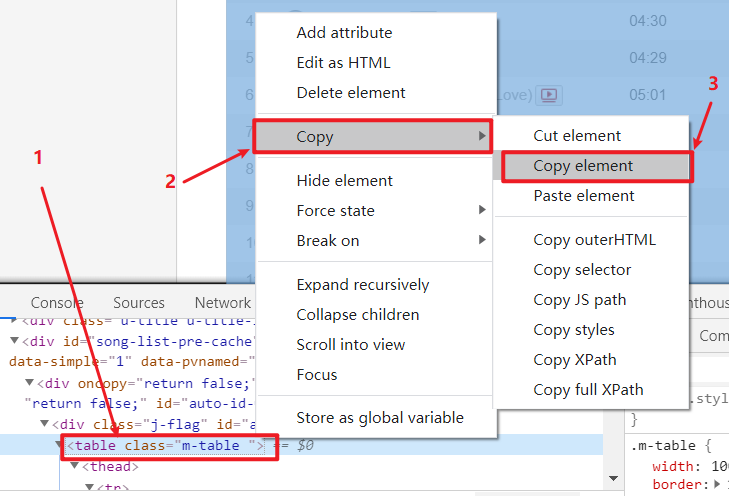 4
04:30
5
04:29
6
Love)
05:01
7
8
9
10
1
2
3
Add attribute
Edit as HTML
Delete element
Copy
Hide element
Force state
Break on
Expand recursively
Collapse children
Scroll into view
Focus
Store as global variable
Cut element
Copy element
Paste element
Copy outerHTML
Copy selector
Copy JS path
Copy styles
Copy XPath
Copy full XPath
Console
Sources
Network
Com
<div class="u-title u-title-
<div id="song-list-pre-cache"
data-simple="1" data-pvnamed="
<div oncopy="return false;"
"return false;" id="auto-id-
<div class="j-flag" id="a
<table class="m-table "> == $0
<thead>
<tr>
}
.m-table {
width: 10
border: